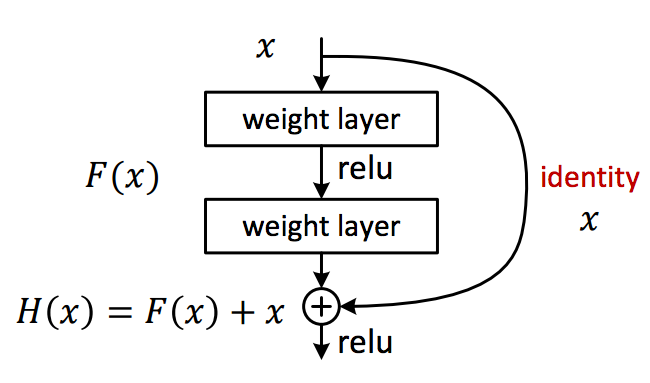 x
weight layer
relu
F(x)
identity
x
weight layer
H(x) = F(x) + x
+
relu